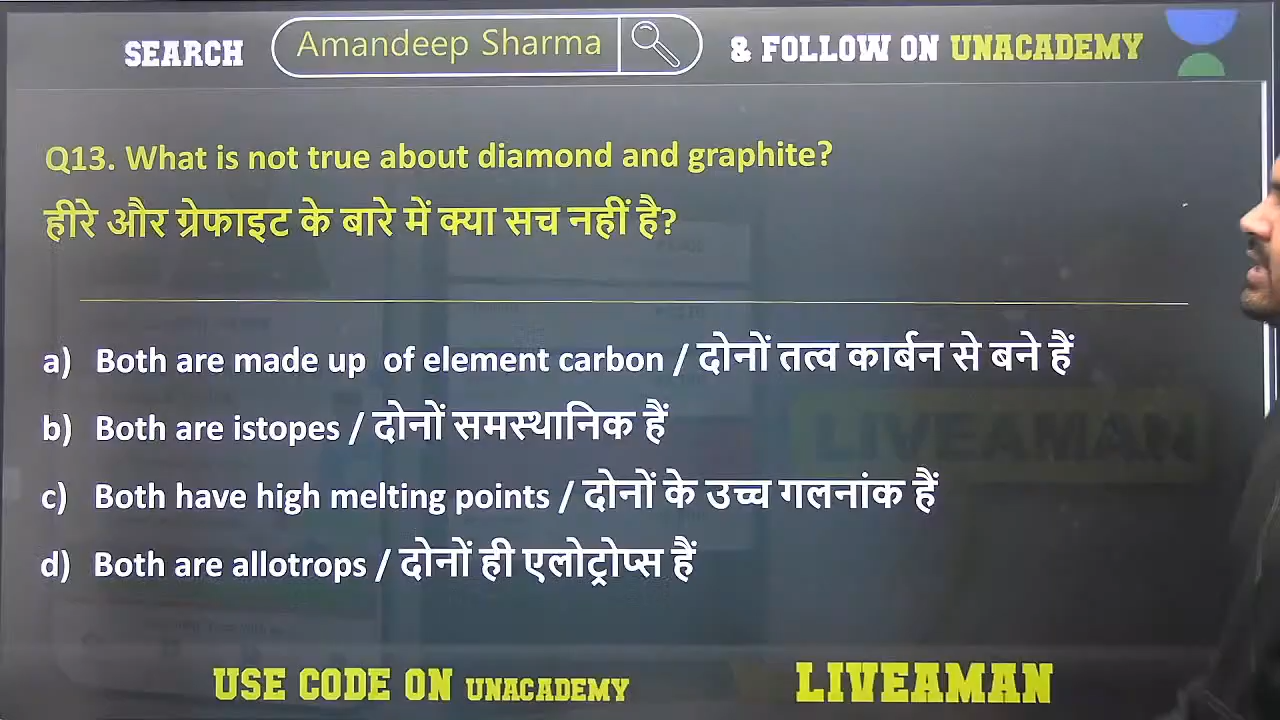 SEARCH Amandeep Sharma & FOLLOW ON UNACADEMY
Q13. What is not true about diamond and graphite?
हीरे और ग्रेफाइट के बारे में क्या सच नहीं है?
a) Both are made up of element carbon / दोनों तत्व कार्बन से बने हैं
b) Both are istopes / दोनों समस्थानिक हैं
LIVEAMAN
c) Both have high melting points / दोनों के उच्च गलनांक हैं
d) Both are allotrops / दोनों ही एलोट्रोप्स हैं
USE CODE ON UNACADEMY LIVEAMAN